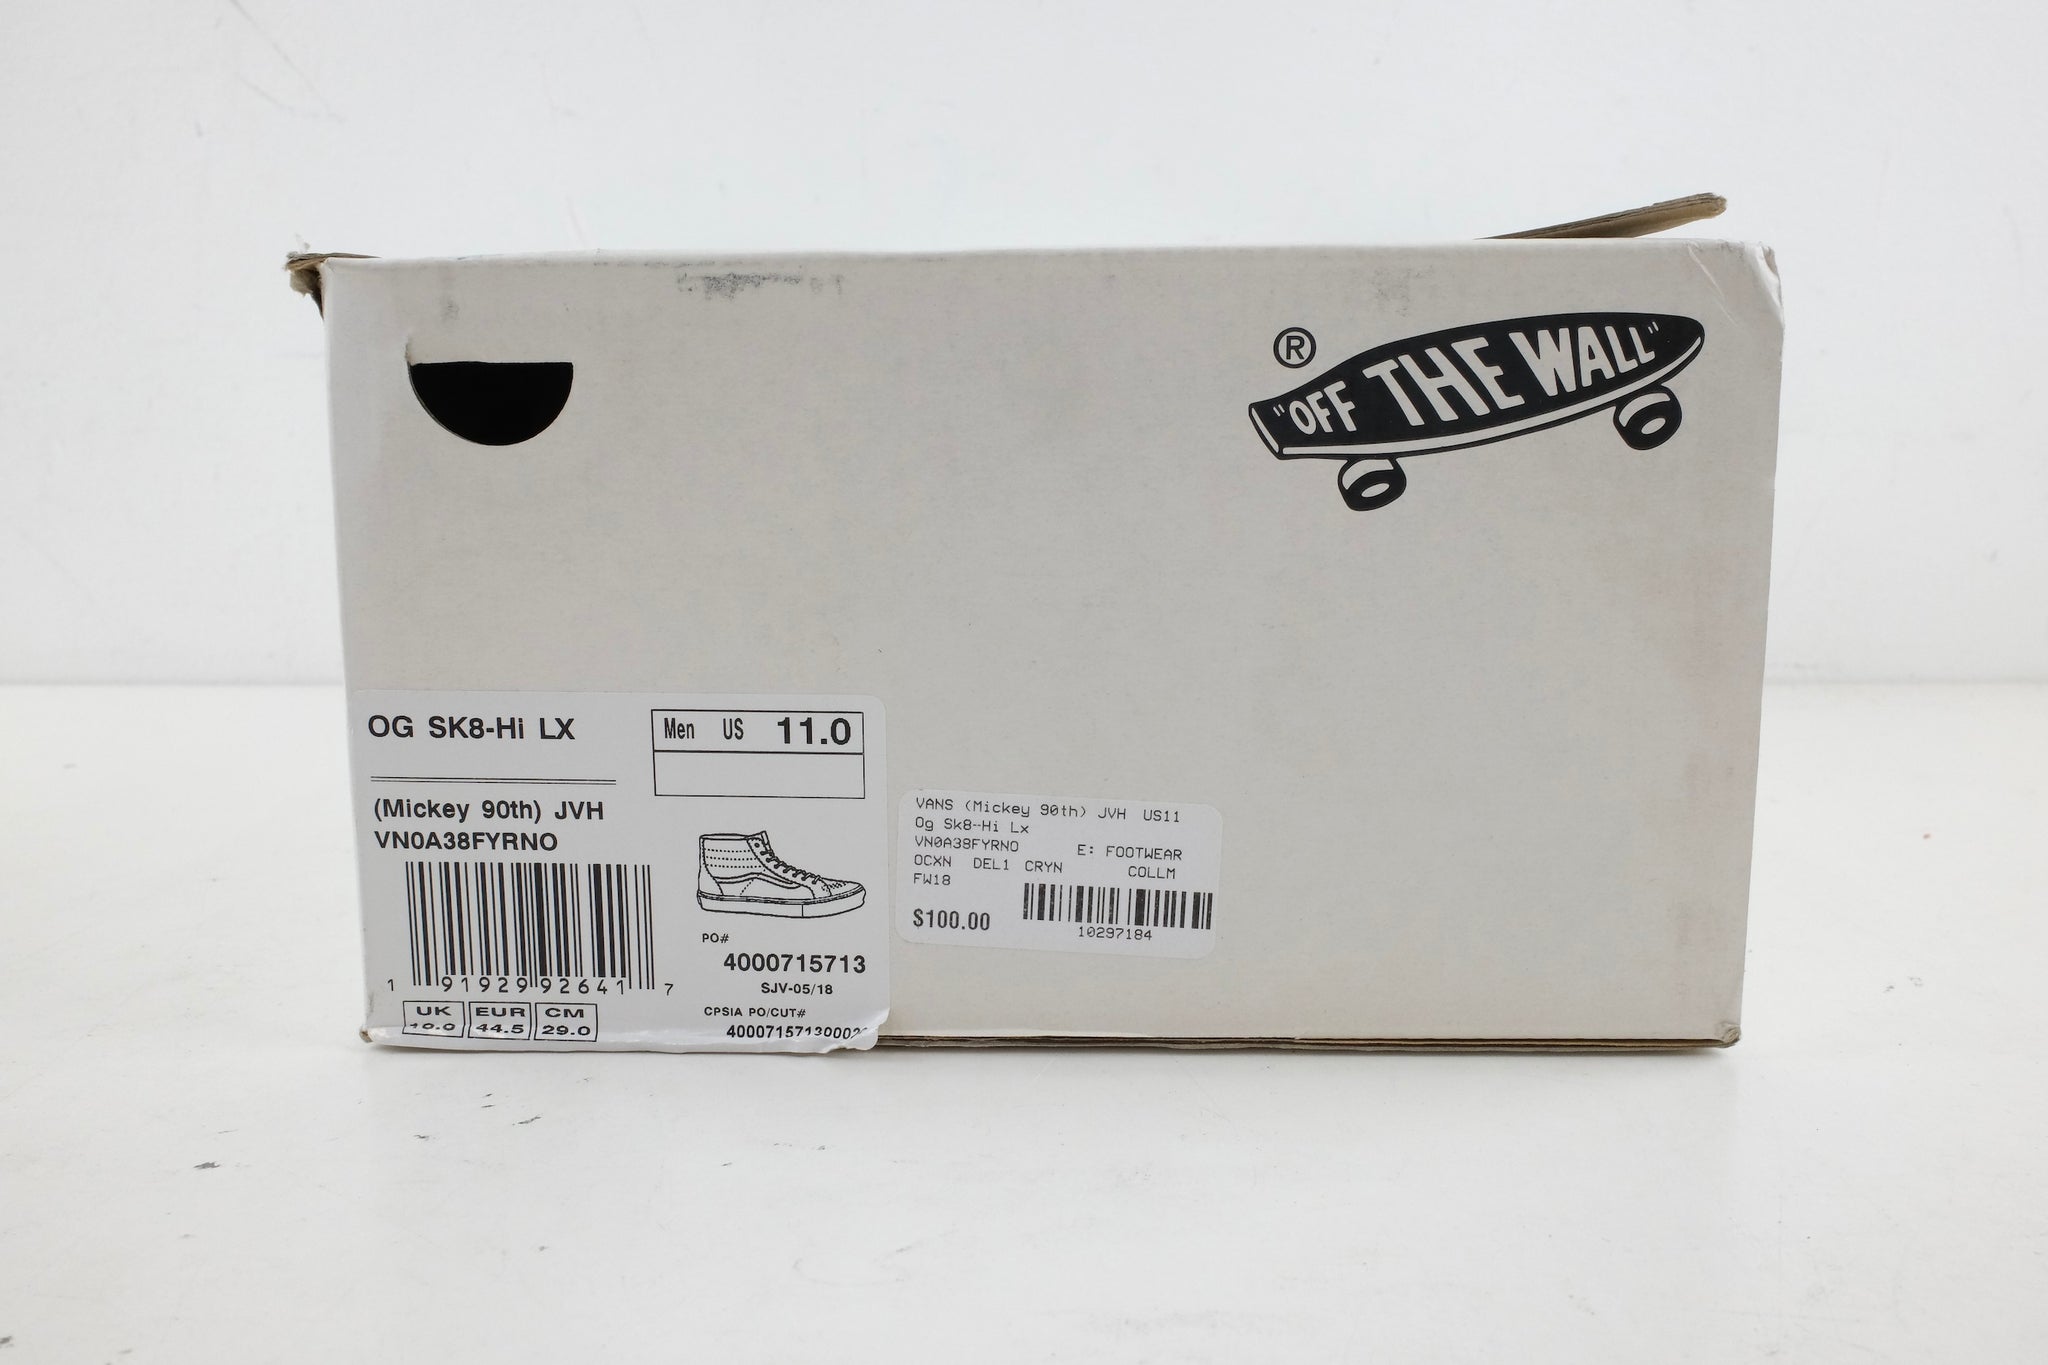 ® "OFF THE WALL"
OG SK8-Hi LX
Men US 11.0
(Mickey 90th) JVH
VN0A38FYRNO
1 91929 92641 7
PO#
4000715713
SJV-05/18
CPSIA PO/CUT#
UK EUR CM
10.0 44.5 29.0
VANS (Mickey 90th) JVH US11
Og Sk8-Hi Lx
VN0A38FYRNO E: FOOTWEAR
OCXN DEL1 CRYN COLLM
FW18
$100.00
10297184